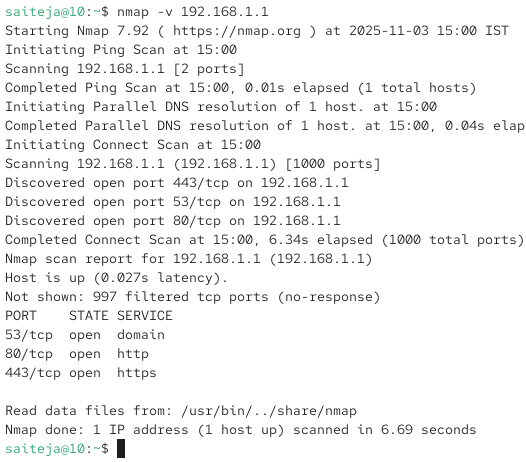 saiteja@10:~$ nmap -v 192.168.1.1
Starting Nmap 7.92 ( https://nmap.org ) at 2025-11-03 15:00 IST
Initiating Ping Scan at 15:00
Scanning 192.168.1.1 [2 ports]
Completed Ping Scan at 15:00, 0.01s elapsed (1 total hosts)
Initiating Parallel DNS resolution of 1 host. at 15:00
Completed Parallel DNS resolution of 1 host. at 15:00, 0.04s elap
Initiating Connect Scan at 15:00
Scanning 192.168.1.1 (192.168.1.1) [1000 ports]
Discovered open port 443/tcp on 192.168.1.1
Discovered open port 53/tcp on 192.168.1.1
Discovered open port 80/tcp on 192.168.1.1
Completed Connect Scan at 15:00, 6.34s elapsed (1000 total ports)
Nmap scan report for 192.168.1.1 (192.168.1.1)
Host is up (0.027s latency).
Not shown: 997 filtered tcp ports (no-response)
PORT    STATE SERVICE
53/tcp  open  domain
80/tcp  open  http
443/tcp open  https

Read data files from: /usr/bin/../share/nmap
Nmap done: 1 IP address (1 host up) scanned in 6.69 seconds
saiteja@10:~$